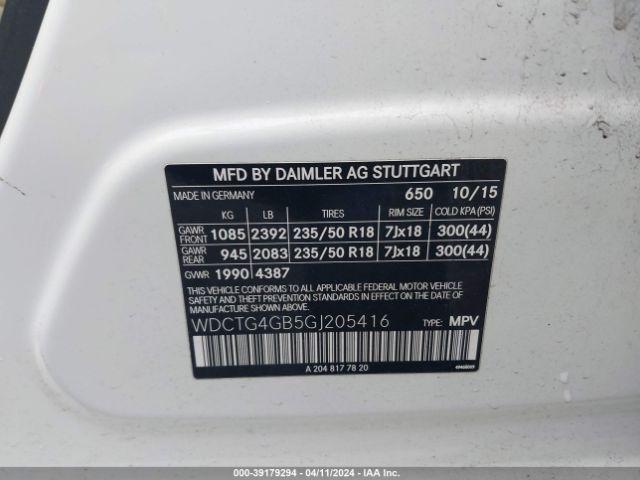 MFD BY DAIMLER AG STUTTGART
MADE IN GERMANY 650 10/15
KG LB TIRES RIM SIZE COLD KPA(PSI)
GAWR FRONT 1085 2392 235/50 R18 7Jx18 300(44)
GAWR REAR 945 2083 235/50 R18 7Jx18 300(44)
GVWR 1990 4387
THIS VEHICLE CONFORMS TO ALL APPLICABLE FEDERAL MOTOR VEHICLE
SAFETY AND THEFT PREVENTION STANDARDS IN EFFECT ON THE DATE OF
MANUFACTURE SHOWN ABOVE.
WDCTG4GB5GJ205416 TYPE: MPV
A 204 817 78 20
000-39179294 - 04/11/2024 - IAAI.COM